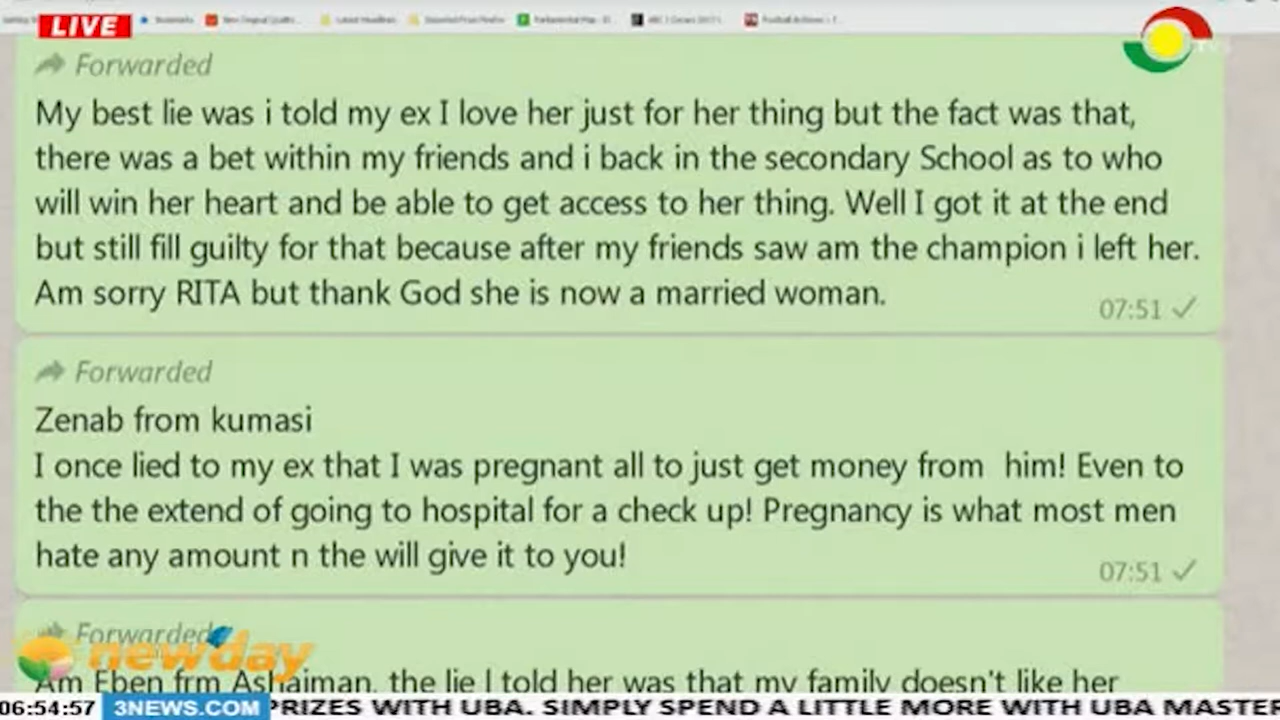 LIVE
Forwarded
My best lie was i told my ex I love her just for her thing but the fact was that,
there was a bet within my friends and i back in the secondary School as to who
will win her heart and be able to get access to her thing. Well I got it at the end
but still fill guilty for that because after my friends saw am the champion i left her.
Am sorry RITA but thank God she is now a married woman.
07:51
Forwarded
Zenab from kumasi
I once lied to my ex that I was pregnant all to just get money from him! Even to
the the extend of going to hospital for a check up! Pregnancy is what most men
hate any amount n the will give it to you!
07:51
Forwarded
newday
Am Eben frm Ashaiman, the lie I told her was that my family doesn't like her
06:54:57 3NEWS.COM PRIZES WITH UBA. SIMPLY SPEND A LITTLE MORE WITH UBA MASTER